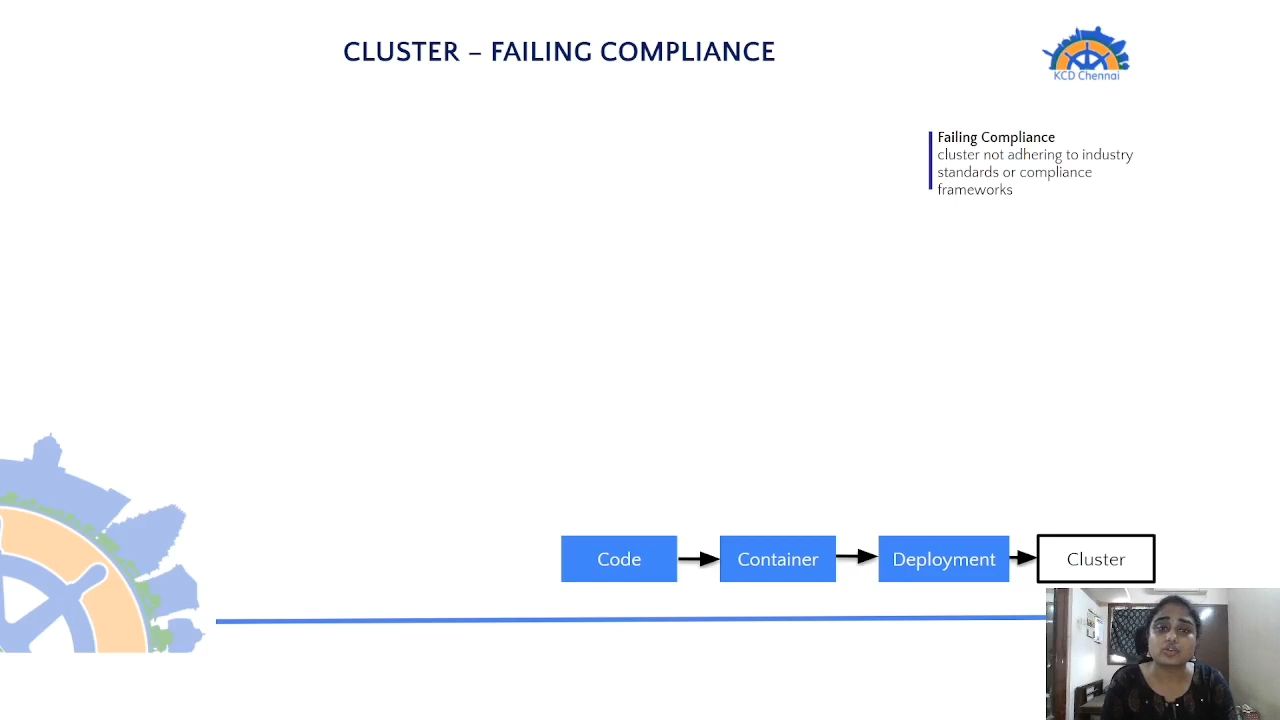 CLUSTER – FAILING COMPLIANCE
KCD Chennai
Failing Compliance
cluster not adhering to industry
standards or compliance
frameworks
Code
Container
Deployment
Cluster